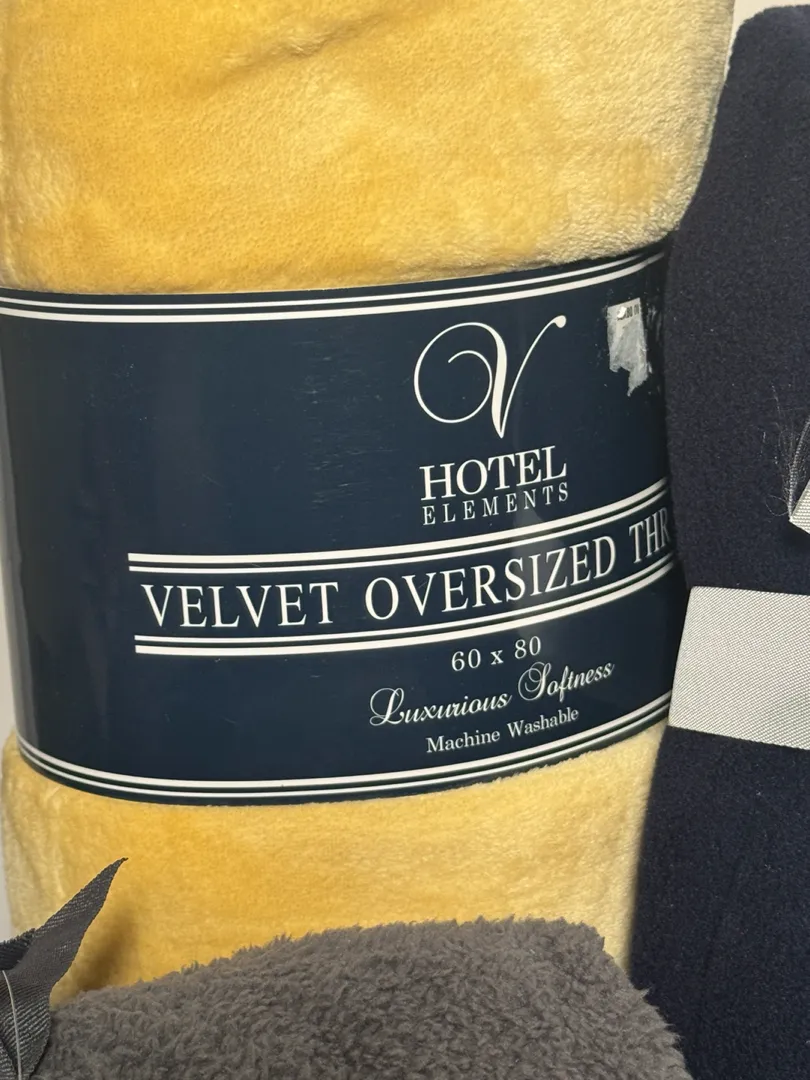 V
HOTEL
ELEMENTS
VELVET OVERSIZED THR
60 x 80
Luxurious Softness
Machine Washable